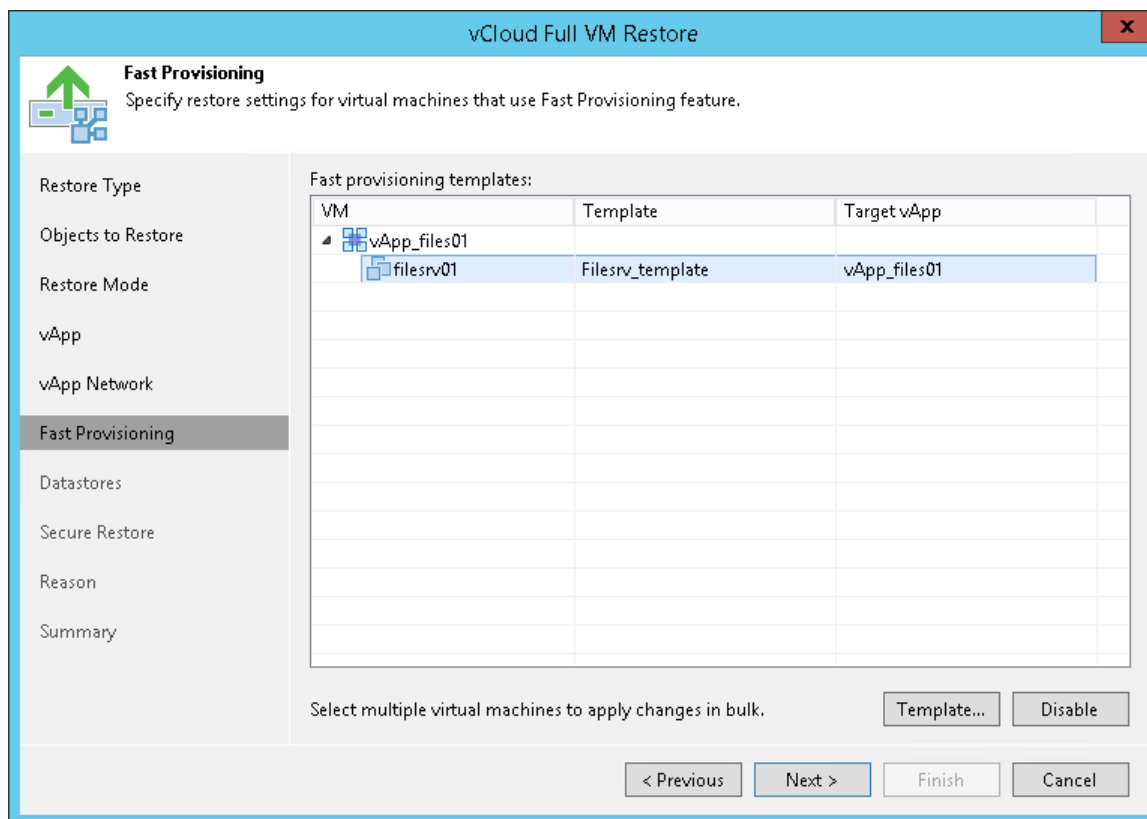 vCloud Full VM Restore
x
Fast Provisioning
Specify restore settings for virtual machines that use Fast Provisioning feature.
Restore Type
Objects to Restore
Restore Mode
vApp
vApp Network
Fast Provisioning
Datastores
Secure Restore
Reason
Summary
Fast provisioning templates:
VM Template Target vApp
vApp_files01
filesrv01 Filesrv_template vApp_files01
Select multiple virtual machines to apply changes in bulk. Template... Disable
< Previous Next > Finish Cancel